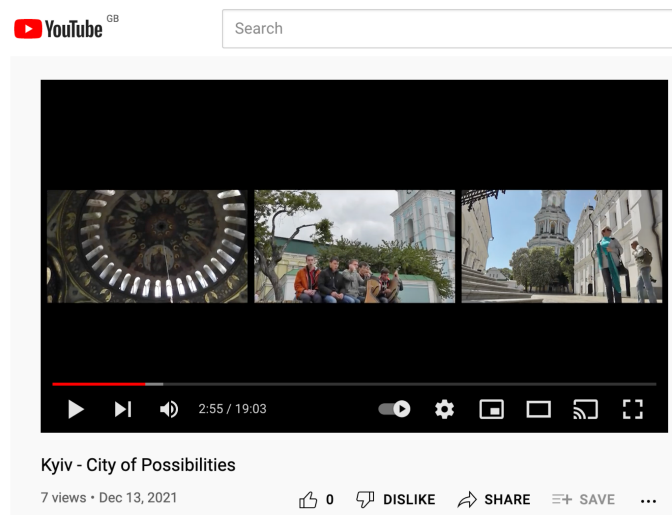 YouTube GB
Search
2:55 / 19:03
Kyiv - City of Possibilities
7 views • Dec 13, 2021
0 DISLIKE SHARE SAVE